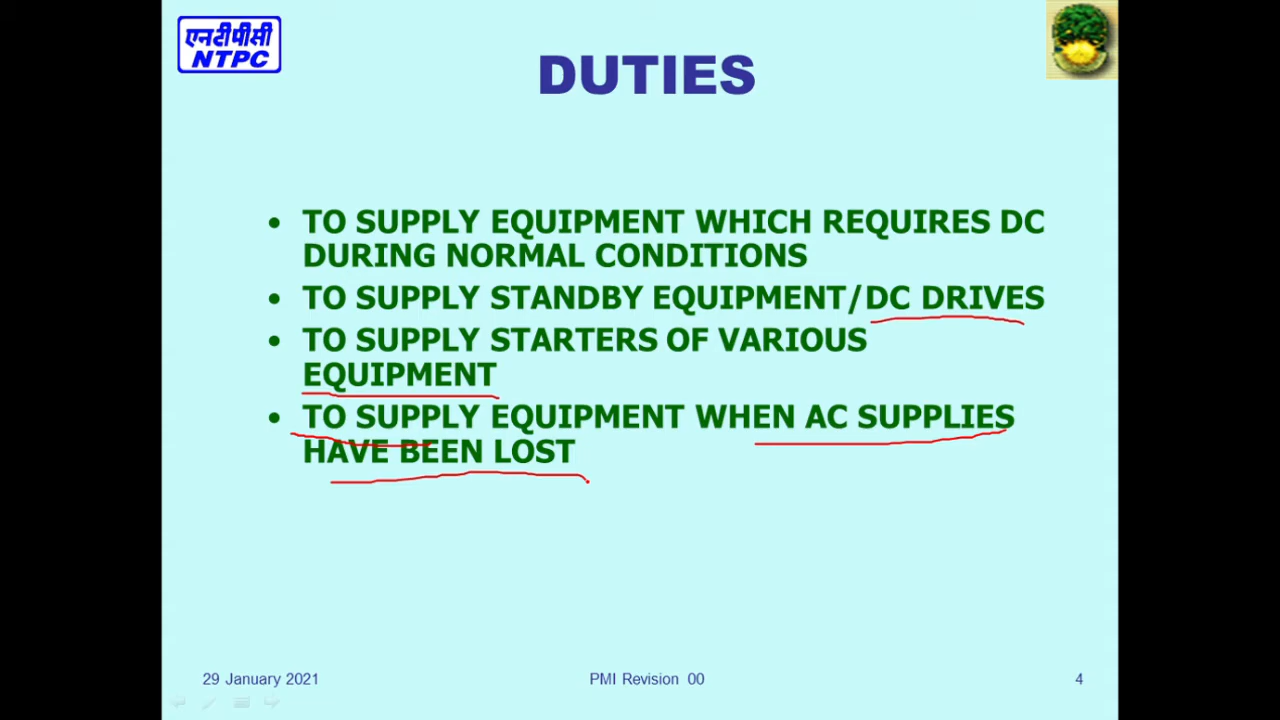 एनटीपीसी
NTPC
DUTIES
• TO SUPPLY EQUIPMENT WHICH REQUIRES DC
DURING NORMAL CONDITIONS
• TO SUPPLY STANDBY EQUIPMENT/DC DRIVES
• TO SUPPLY STARTERS OF VARIOUS
EQUIPMENT
• TO SUPPLY EQUIPMENT WHEN AC SUPPLIES
HAVE BEEN LOST
29 January 2021 PMI Revision 00 4